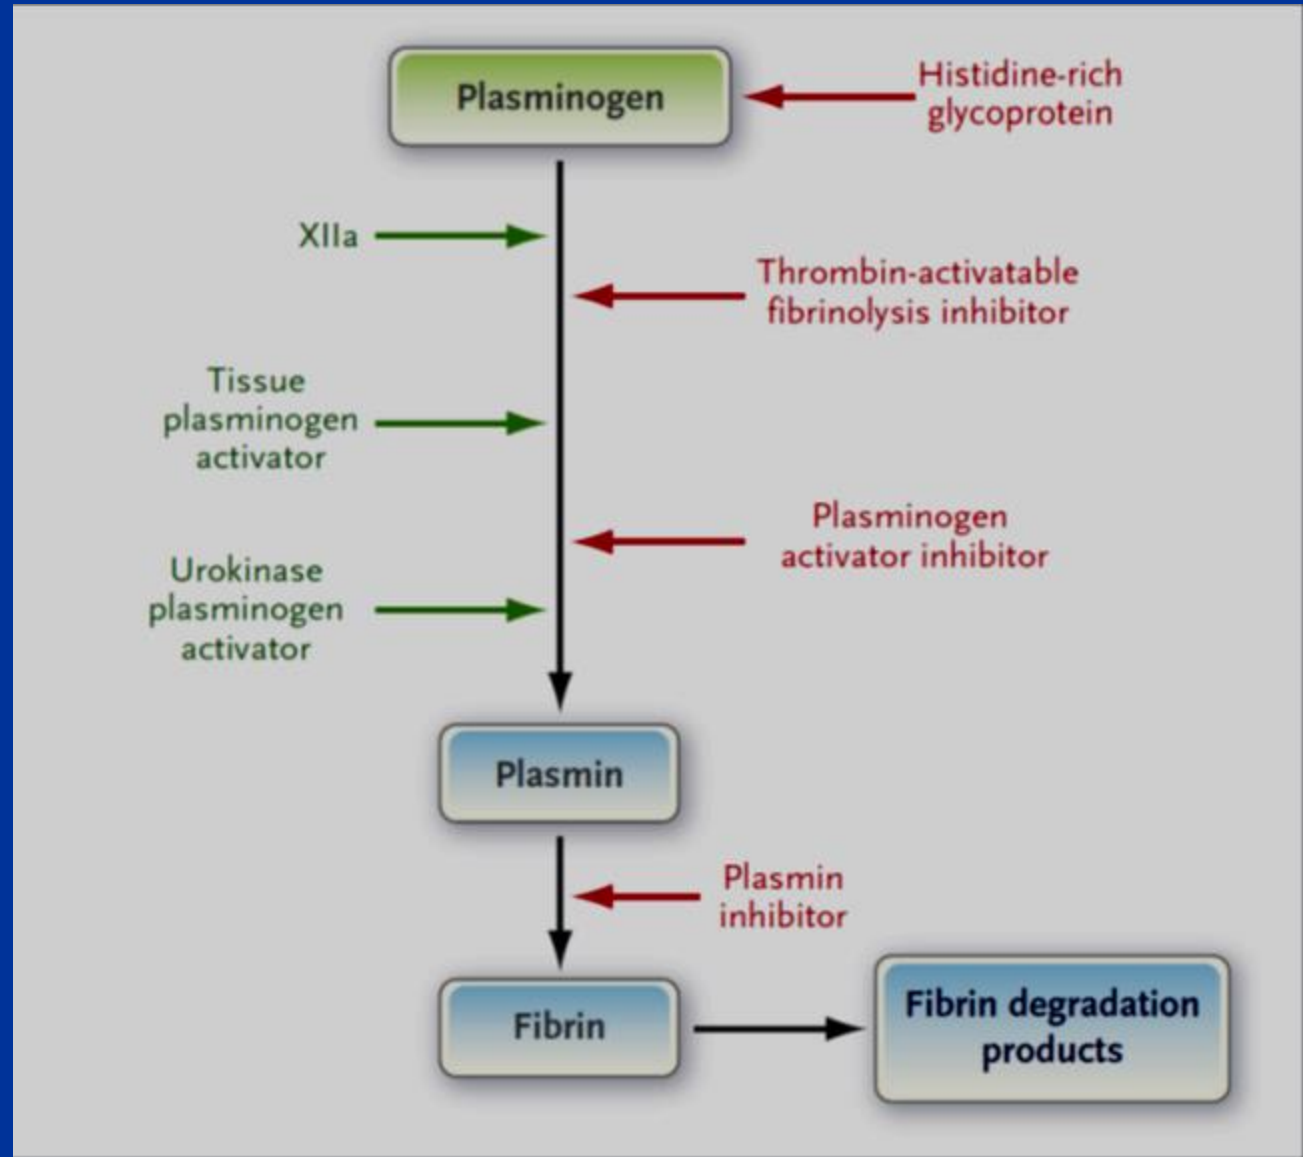 Plasminogen
Histidine-rich
glycoprotein
XIIa
Thrombin-activatable
fibrinolysis inhibitor
Tissue
plasminogen
activator
Plasminogen
activator inhibitor
Urokinase
plasminogen
activator
Plasmin
Plasmin
inhibitor
Fibrin
Fibrin degradation
products